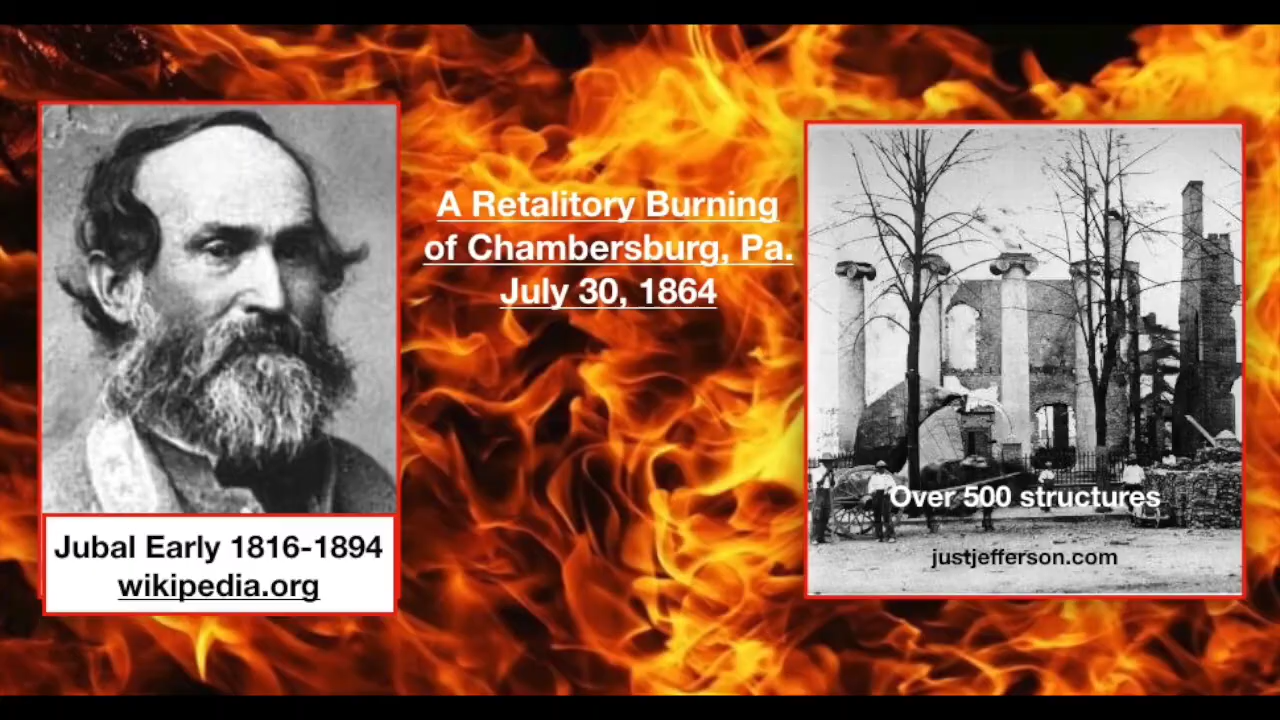 A Retalitory Burning
of Chambersburg, Pa.
July 30, 1864
Jubal Early 1816-1894
wikipedia.org
Over 500 structures
justjefferson.com